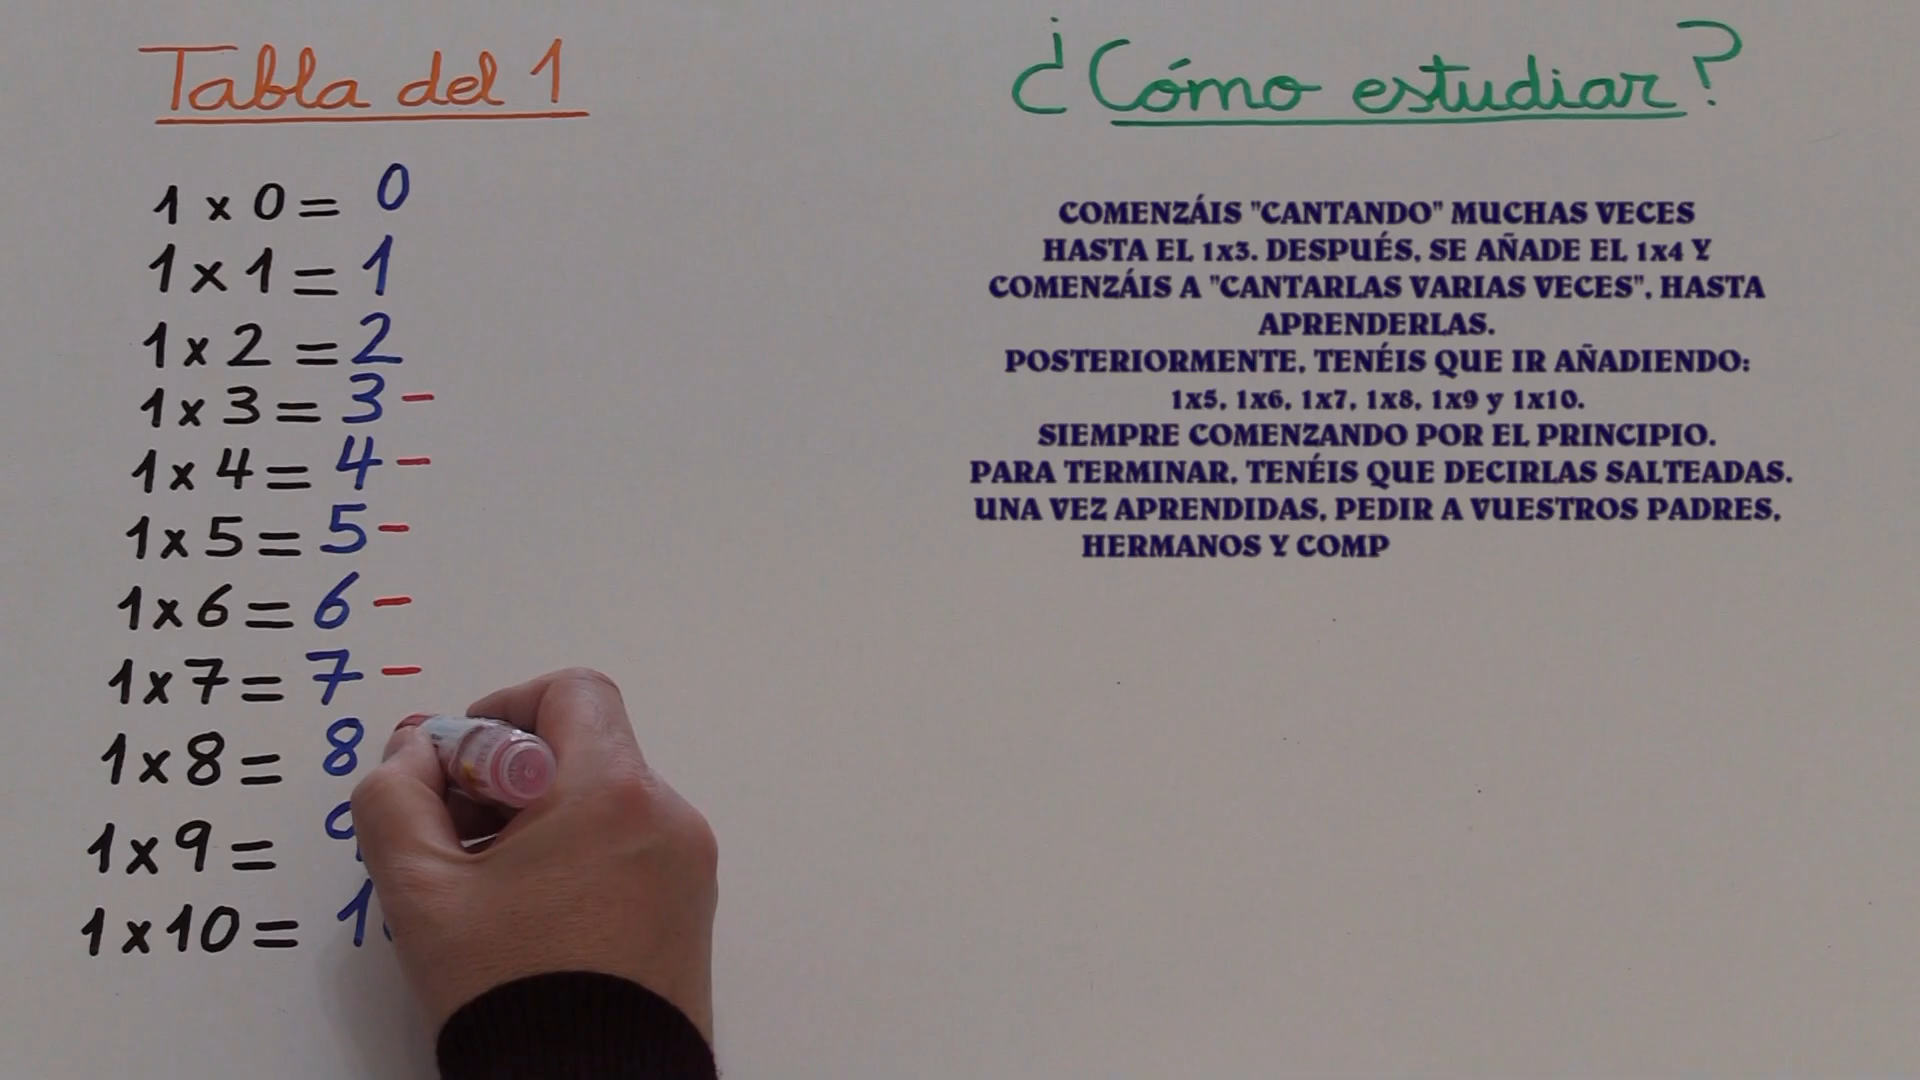 Tabla del 1
1 x 0 = 0
1 x 1 = 1
1 x 2 = 2
1 x 3 = 3 -
1 x 4 = 4 -
1 x 5 = 5 -
1 x 6 = 6 -
1 x 7 = 7 -
1 x 8 = 8
1 x 9 =
1 x 10 =
¿Cómo estudiar?
COMENZÁIS "CANTANDO" MUCHAS VECES
HASTA EL 1x3. DESPUÉS, SE AÑADE EL 1x4 Y
COMENZÁIS A "CANTARLAS VARIAS VECES", HASTA
APRENDERLAS.
POSTERIORMENTE, TENÉIS QUE IR AÑADIENDO:
1x5, 1x6, 1x7, 1x8, 1x9 y 1x10.
SIEMPRE COMENZANDO POR EL PRINCIPIO.
PARA TERMINAR, TENÉIS QUE DECIRLAS SALTEADAS.
UNA VEZ APRENDIDAS, PEDIR A VUESTROS PADRES,
HERMANOS Y COMP